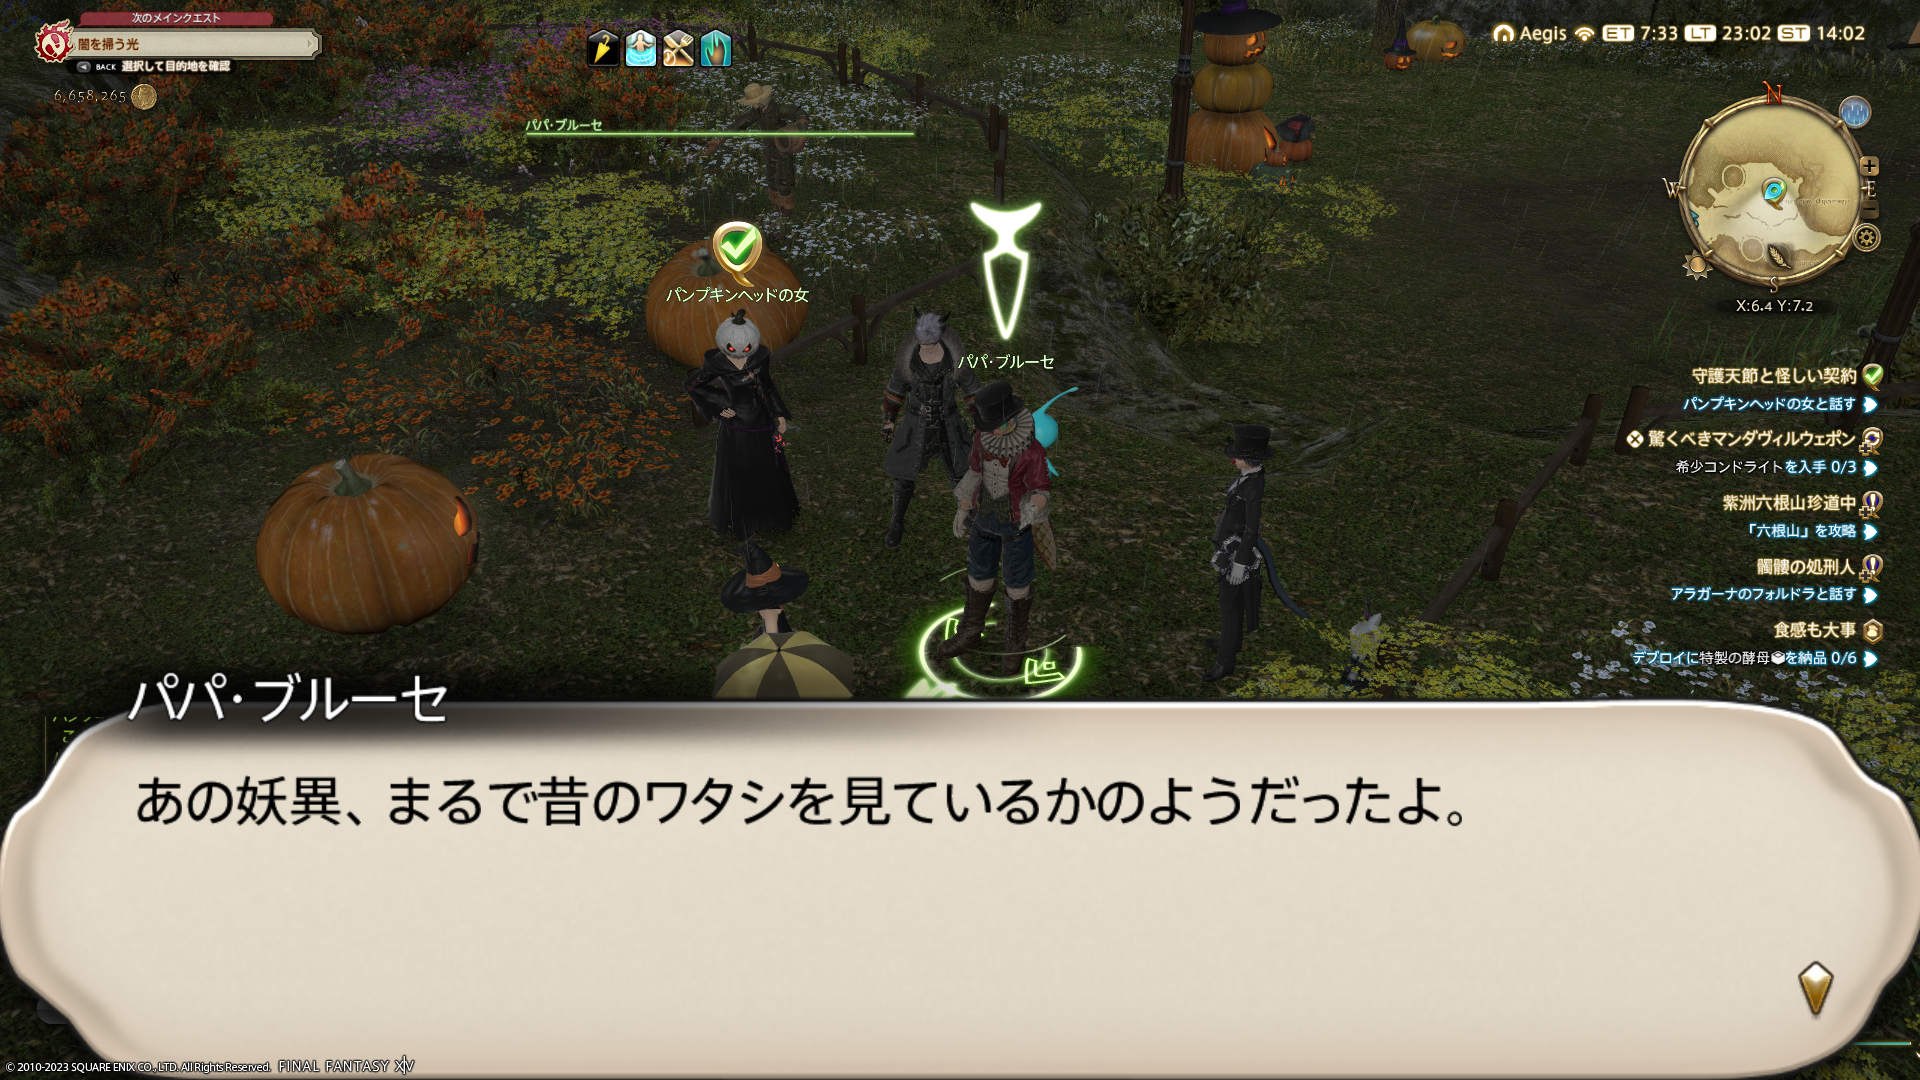 次のメインクエスト
闇を掃う光
BACK 選択して目的地を確認
6,658,265
Aegis ET 7:33 LT 23:02 ST 14:02
パパ・ブルーセ
N
W
E
S
X:6.4 Y:7.2
パンプキンヘッドの女
パパ・ブルーセ
守護天節と怪しい契約
パンプキンヘッドの女と話す
驚くべきマンダヴィルウェポン
希少コンドライトを入手 0/3
紫洲六根山珍道中
「六根山」を攻略
髑髏の処刑人
アラガーナのフォルドラと話す
食感も大事
デブロイに特製の酵母を納品 0/6
パパ・ブルーセ
あの妖異、まるで昔のワタシを見ているかのようだったよ。
© 2010-2023 SQUARE ENIX CO., LTD. All Rights Reserved. FINAL FANTASY XIV